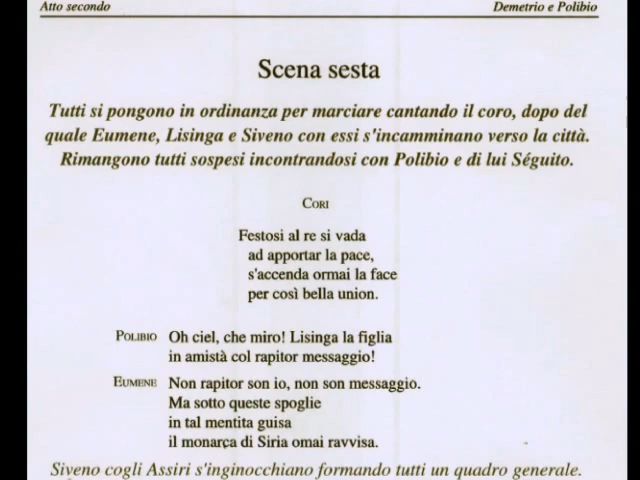 Atto secondo Demetrio e Polibio
Scena sesta
Tutti si pongono in ordinanza per marciare cantando il coro, dopo del
quale Eumene, Lisinga e Siveno con essi s'incamminano verso la città.
Rimangono tutti sospesi incontrandosi con Polibio e di lui Séguito.
CORI
Festosi al re si vada
ad apportar la pace,
s'accenda ormai la face
per così bella union.
POLIBIO Oh ciel, che miro! Lisinga la figlia
in amistà col rapitor messaggio!
EUMENE Non rapitor son io, non son messaggio.
Ma sotto queste spoglie
in tal mentita guisa
il monarca di Siria omai ravvisa.
Siveno cogli Assiri s'inginocchiano formando tutti un quadro generale.